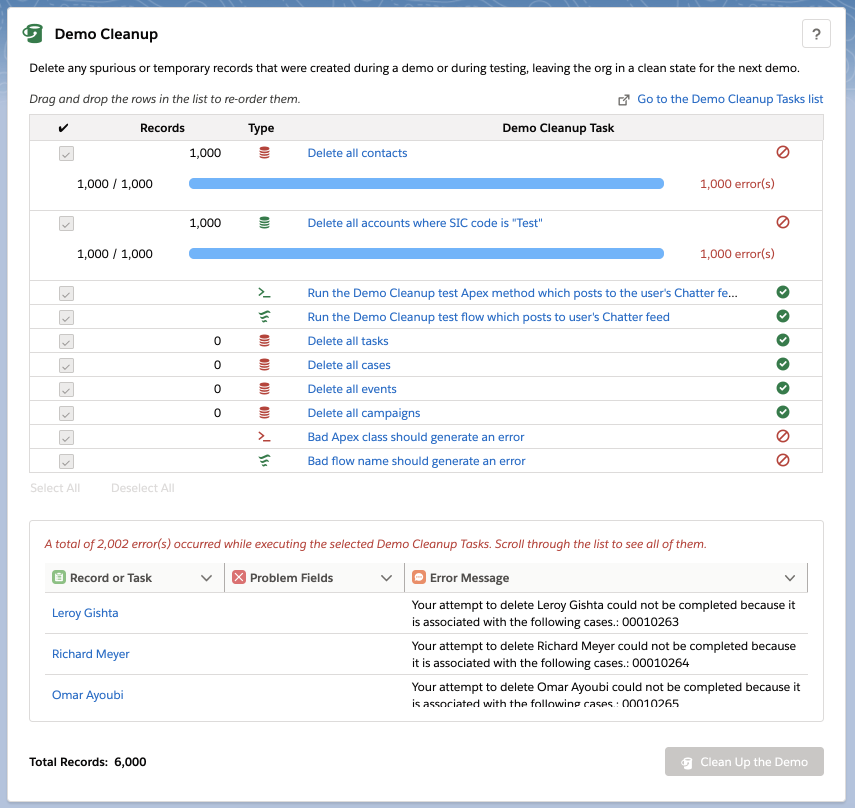 Demo Cleanup
?
Delete any spurious or temporary records that were created during a demo or during testing, leaving the org in a clean state for the next demo.
Drag and drop the rows in the list to re-order them.
Go to the Demo Cleanup Tasks list
Records Type Demo Cleanup Task
1,000 Delete all contacts
1,000 / 1,000 1,000 error(s)
1,000 Delete all accounts where SIC code is "Test"
1,000 / 1,000 1,000 error(s)
Run the Demo Cleanup test Apex method which posts to the user's Chatter fe...
Run the Demo Cleanup test flow which posts to user's Chatter feed
0 Delete all tasks
0 Delete all cases
0 Delete all events
0 Delete all campaigns
Bad Apex class should generate an error
Bad flow name should generate an error
Select All Deselect All
A total of 2,002 error(s) occurred while executing the selected Demo Cleanup Tasks. Scroll through the list to see all of them.
Record or Task Problem Fields Error Message
Leroy Gishta
Your attempt to delete Leroy Gishta could not be completed because it
is associated with the following cases.: 00010263
Richard Meyer
Your attempt to delete Richard Meyer could not be completed because
it is associated with the following cases.: 00010264
Omar Ayoubi
Your attempt to delete Omar Ayoubi could not be completed because it
is associated with the following cases.: 00010265
Total Records: 6,000
Clean Up the Demo